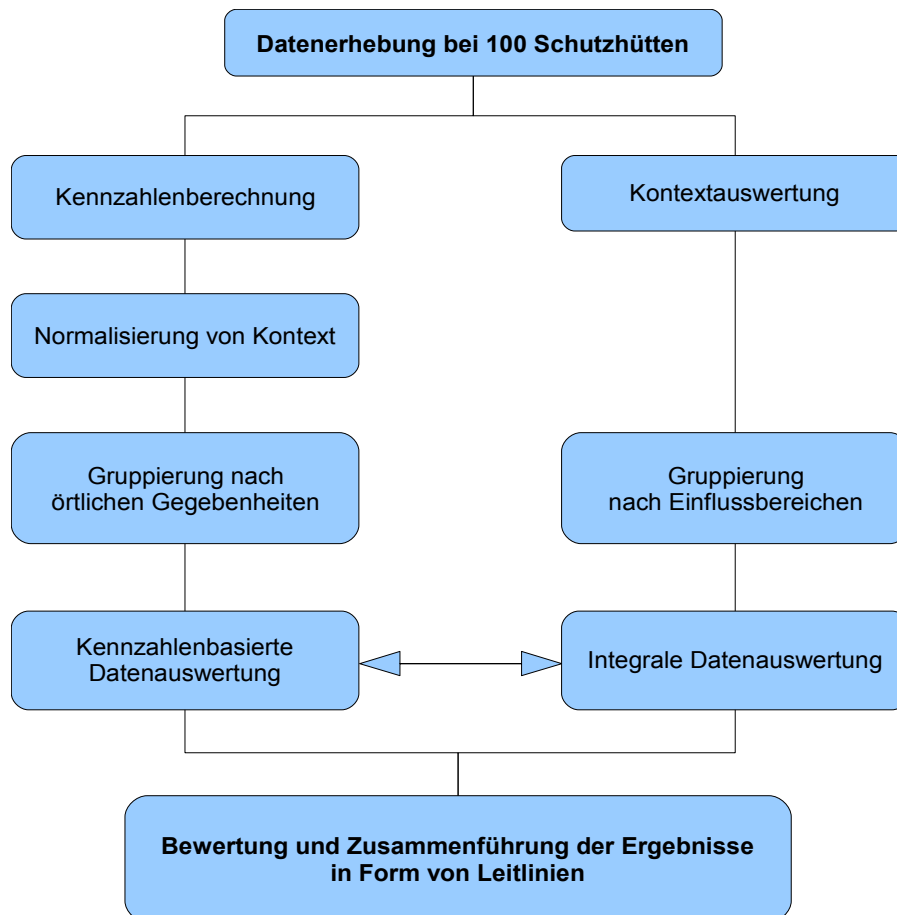 Datenerhebung bei 100 Schutzhütten
Kennzahlenberechnung
Kontextauswertung
Normalisierung von Kontext
Gruppierung nach
örtlichen Gegebenheiten
Gruppierung
nach Einflussbereichen
Kennzahlenbasierte
Datenauswertung
Integrale Datenauswertung
Bewertung und Zusammenführung der Ergebnisse
in Form von Leitlinien